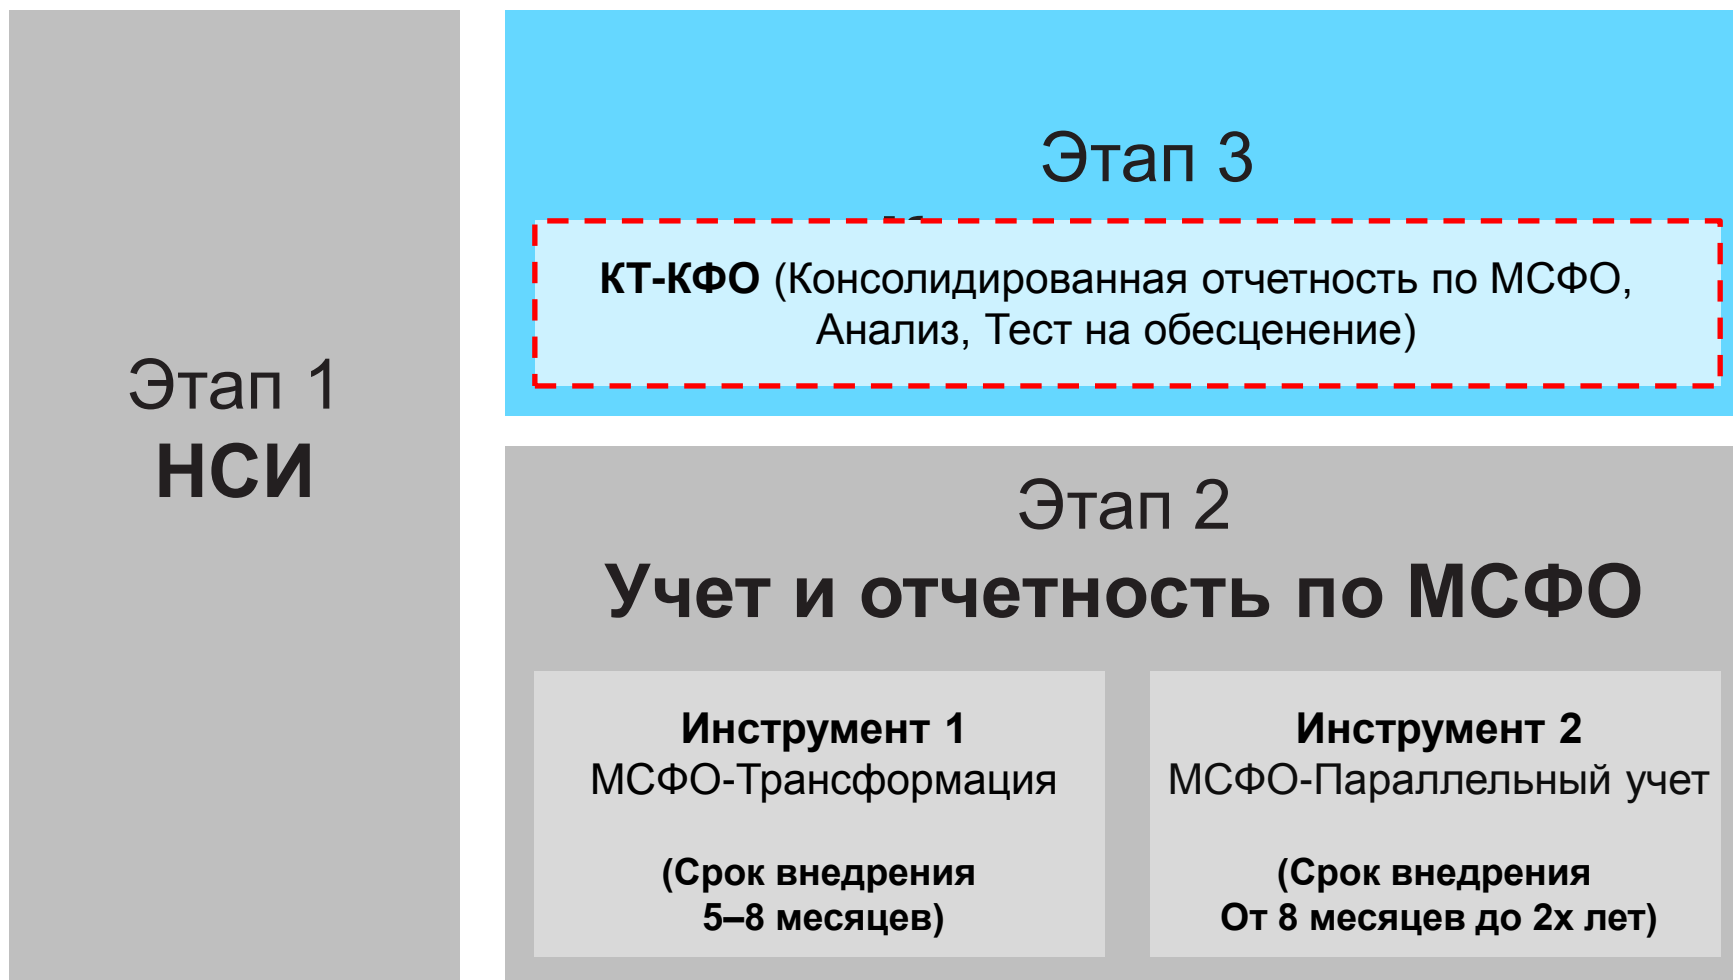 Этап 1
НСИ
Этап 3
КТ-КФО (Консолидированная отчетность по МСФО,
Анализ, Тест на обесценение)
Этап 2
Учет и отчетность по МСФО
Инструмент 1
МСФО-Трансформация
(Срок внедрения
5–8 месяцев)
Инструмент 2
МСФО-Параллельный учет
(Срок внедрения
От 8 месяцев до 2х лет)